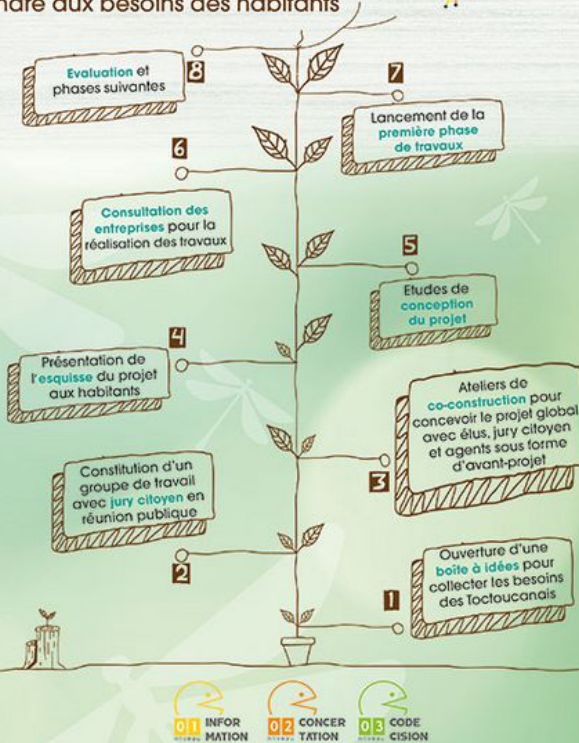 ndre aux besoins des habitants
8
Evaluation et
phases suivantes
7
Lancement de la
première phase
de travaux
6
Consultation des
entreprises pour la
réalisation des travaux
5
Etudes de
conception
du projet
4
Présentation de
l'esquisse du projet
aux habitants
Ateliers de
co-construction pour
concevoir le projet global
avec élus, jury citoyen
et agents sous forme
d'avant-projet
3
Constitution d'un
groupe de travail
avec jury citoyen en
réunion publique
2
Ouverture d'une
boîte à idées pour
collecter les besoins
des Toctoucanais
1
01 INFOR
MATION
02 CONCER
TATION
03 CODE
CISION